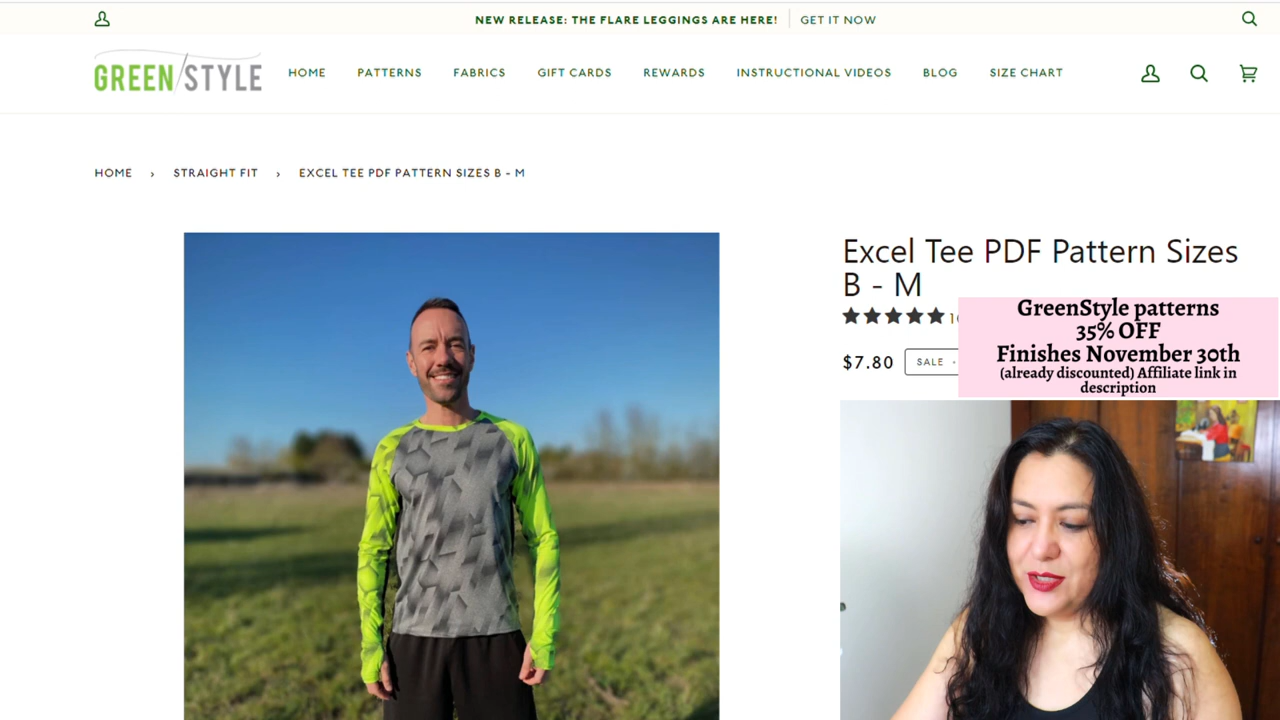 NEW RELEASE: THE FLARE LEGGINGS ARE HERE! GET IT NOW
GREEN/STYLE
HOME PATTERNS FABRICS GIFT CARDS REWARDS INSTRUCTIONAL VIDEOS BLOG SIZE CHART
HOME › STRAIGHT FIT › EXCEL TEE PDF PATTERN SIZES B - M
Excel Tee PDF Pattern Sizes
B - M
$7.80 SALE
GreenStyle patterns
35% OFF
Finishes November 30th
(already discounted) Affiliate link in
description